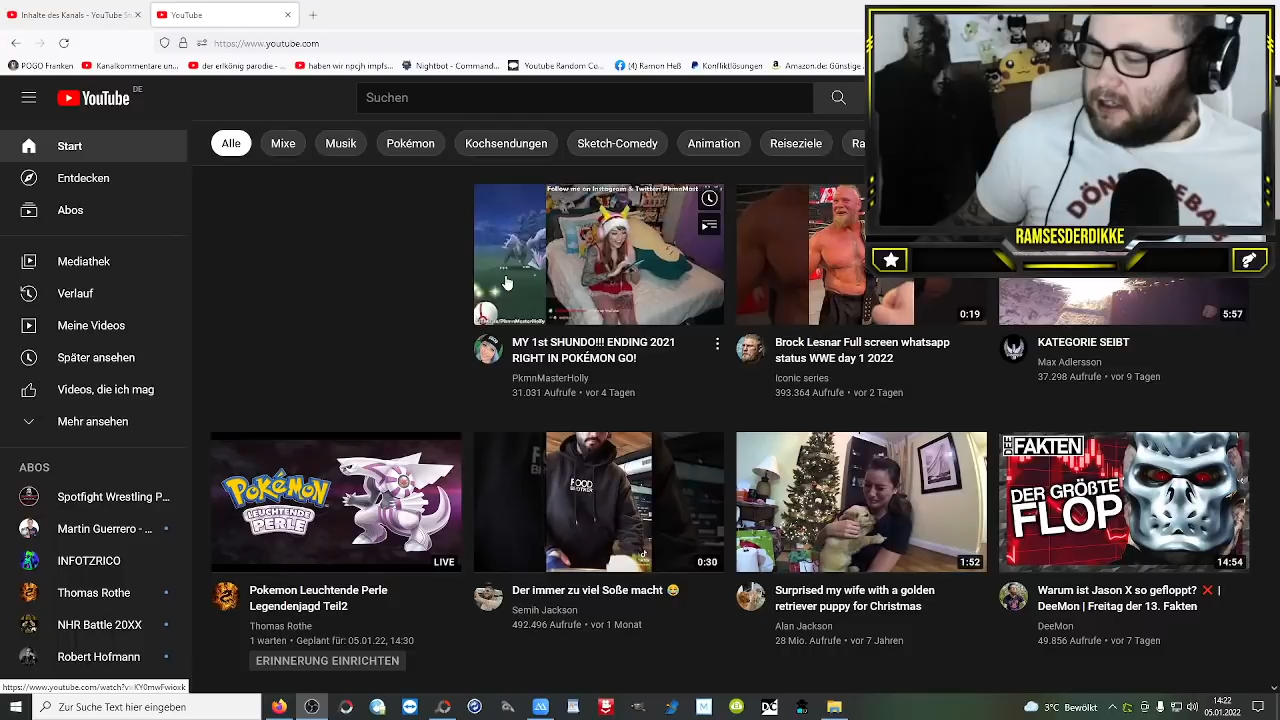 Inhalte des Kanals - YouTube
YouTube
https://www.youtube.com
POGO Franken
Kanalkommentare un...
der erlkönig parodie -...
haben wir noch mehls...
Nightbot - Command...
Youtube Custom Co...
(4) Ramon Heß
Konfliktlösungen
Amazon.de: Günstige
YouTube DE
Suchen
Start
Entdecken
Abos
Mediathek
Verlauf
Meine Videos
Später ansehen
Videos, die ich mag
Mehr ansehen
ABOS
Spotfight Wrestling P...
Martin Guerrero - ...
INFOTZRICO
Thomas Rothe
NHR Battle 20XX
Robert Hofmann
Alle
Mixe
Musik
Pokémon
Kochsendungen
Sketch-Comedy
Animation
Reiseziele
RAMSESDERDIKKE
Follow me on Instagram & Twitter PkmnMast
MY 1st SHUNDO!!! ENDING 2021
RIGHT IN POKÉMON GO!
PkmnMasterHolly
31.031 Aufrufe • vor 4 Tagen
0:19
Brock Lesnar Full screen whatsapp
status WWE day 1 2022
Iconic series
393.364 Aufrufe • vor 2 Tagen
5:57
KATEGORIE SEIBT
Max Adlersson
37.298 Aufrufe • vor 9 Tagen
POKÉMON
LEUCHTENDE
PERLE
LIVE
Pokemon Leichtende Perle
Legendenjagd Teil2
Thomas Rothe
1 warten • Geplant für: 05.01.22, 14:30
ERINNERUNG EINRICHTEN
0:30
Der immer zu viel Soße macht 😄
Semih Jackson
492.496 Aufrufe • vor 1 Monat
1:52
Surprised my wife with a golden
retriever puppy for Christmas
Alan Jackson
28 Mio. Aufrufe • vor 7 Jahren
FAKTEN
DER GRÖßTE
FLOP
14:54
Warum ist Jason X so gefloppt? ❌ |
DeeMon | Freitag der 13. Fakten
DeeMon
49.856 Aufrufe • vor 7 Tagen
Zur Suche Text hier eingeben
3°C
14:22
05.01.2022